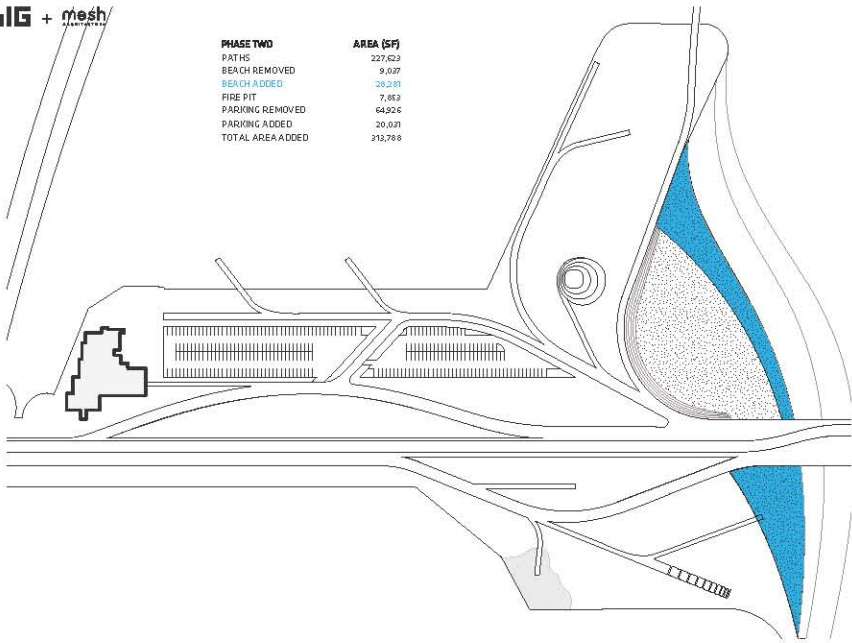 + mesh
ARCHITECTURE
PHASE TWO AREA (SF)
PATHS 227,623
BEACH REMOVED 9,037
BEACH ADDED 28,281
FIRE PIT 7,853
PARKING REMOVED 64,926
PARKING ADDED 20,031
TOTAL AREA ADDED 313,788